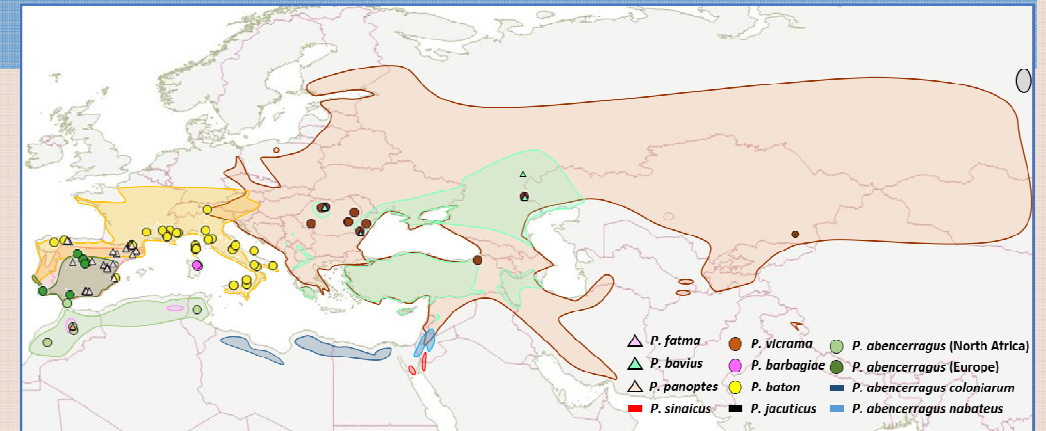 P. fatma
P. bavius
P. panoptes
P. sinaicus
P. vicrama
P. barbagiae
P. baton
P. jacuticus
P. abencerragus (North Africa)
P. abencerragus (Europe)
P. abencerragus coloniarum
P. abencerragus nabateus